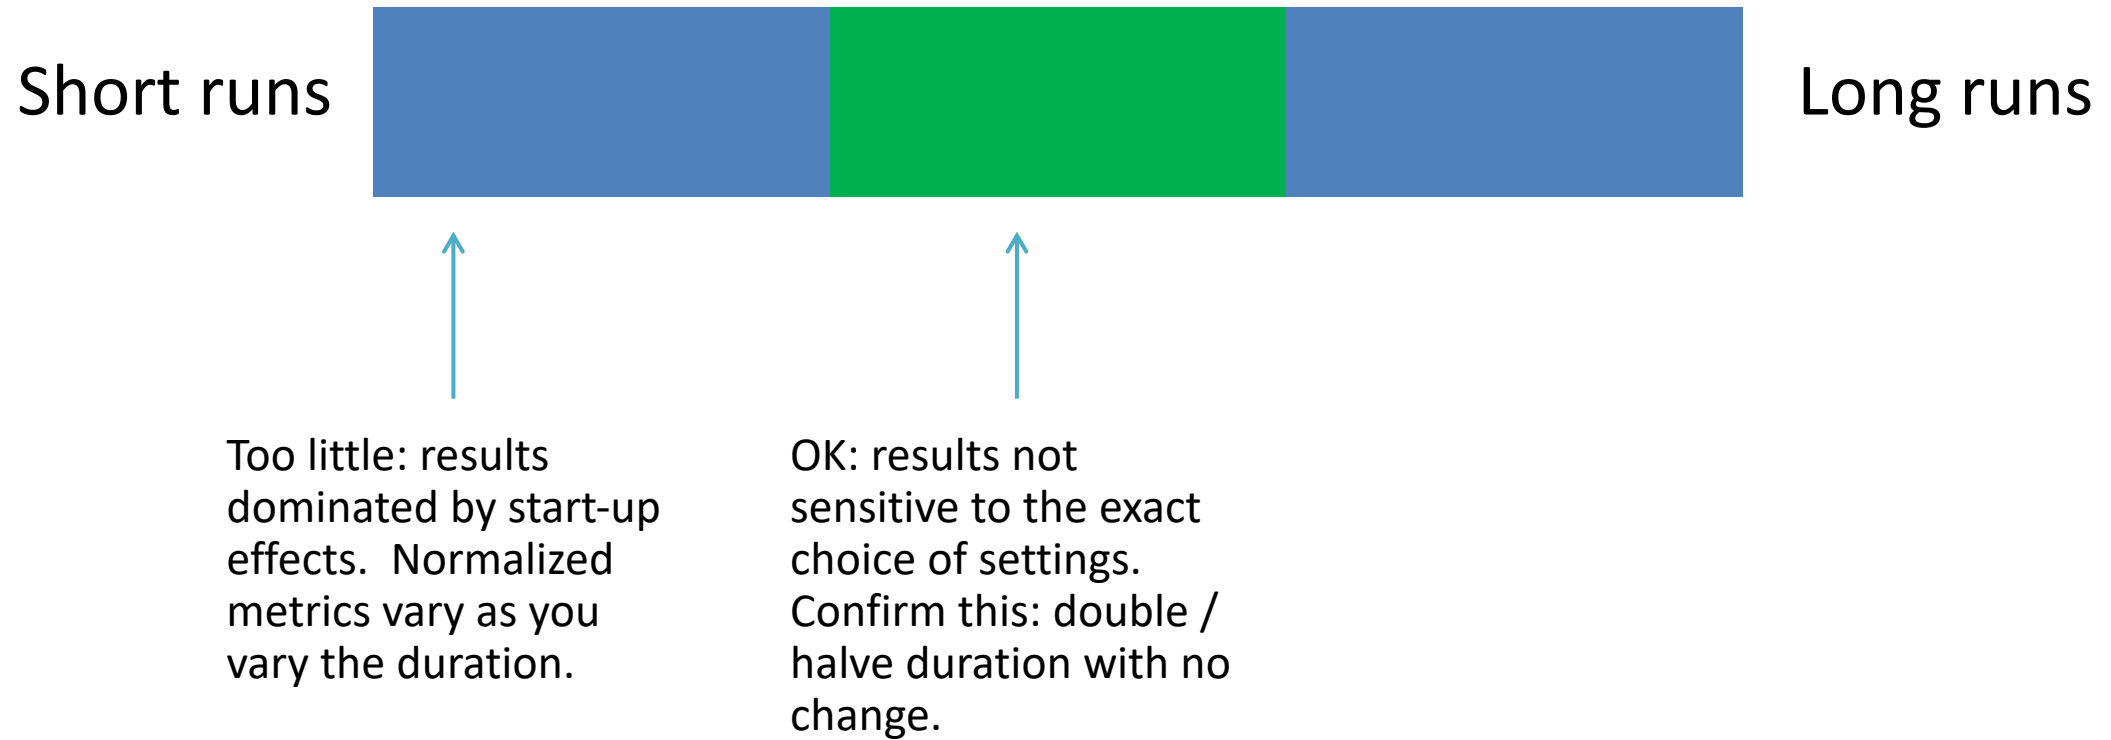 Short runs
Long runs
Too little: results
dominated by start-up
effects.  Normalized
metrics vary as you
vary the duration.
OK: results not
sensitive to the exact
choice of settings.
Confirm this: double /
halve duration with no
change.